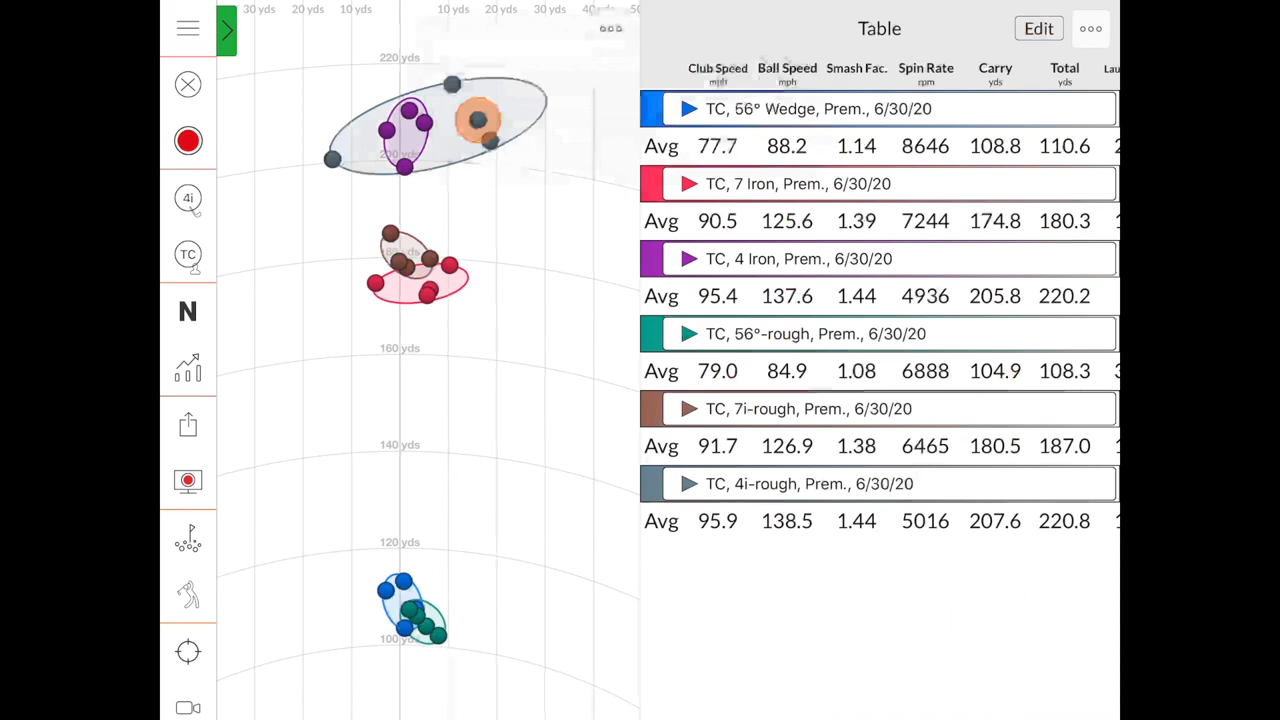 30 yds 20 yds 10 yds 10 yds 20 yds 30 yds
220 yds
200 yds
160 yds
140 yds
120 yds
100 yds
4i
TC
N
Table
Edit
Club Speed Ball Speed Smash Fac. Spin Rate Carry Total Lau
mph mph rpm yds yds
TC, 56° Wedge, Prem., 6/30/20
Avg 77.7 88.2 1.14 8646 108.8 110.6
TC, 7 Iron, Prem., 6/30/20
Avg 90.5 125.6 1.39 7244 174.8 180.3
TC, 4 Iron, Prem., 6/30/20
Avg 95.4 137.6 1.44 4936 205.8 220.2
TC, 56°-rough, Prem., 6/30/20
Avg 79.0 84.9 1.08 6888 104.9 108.3
TC, 7i-rough, Prem., 6/30/20
Avg 91.7 126.9 1.38 6465 180.5 187.0
TC, 4i-rough, Prem., 6/30/20
Avg 95.9 138.5 1.44 5016 207.6 220.8